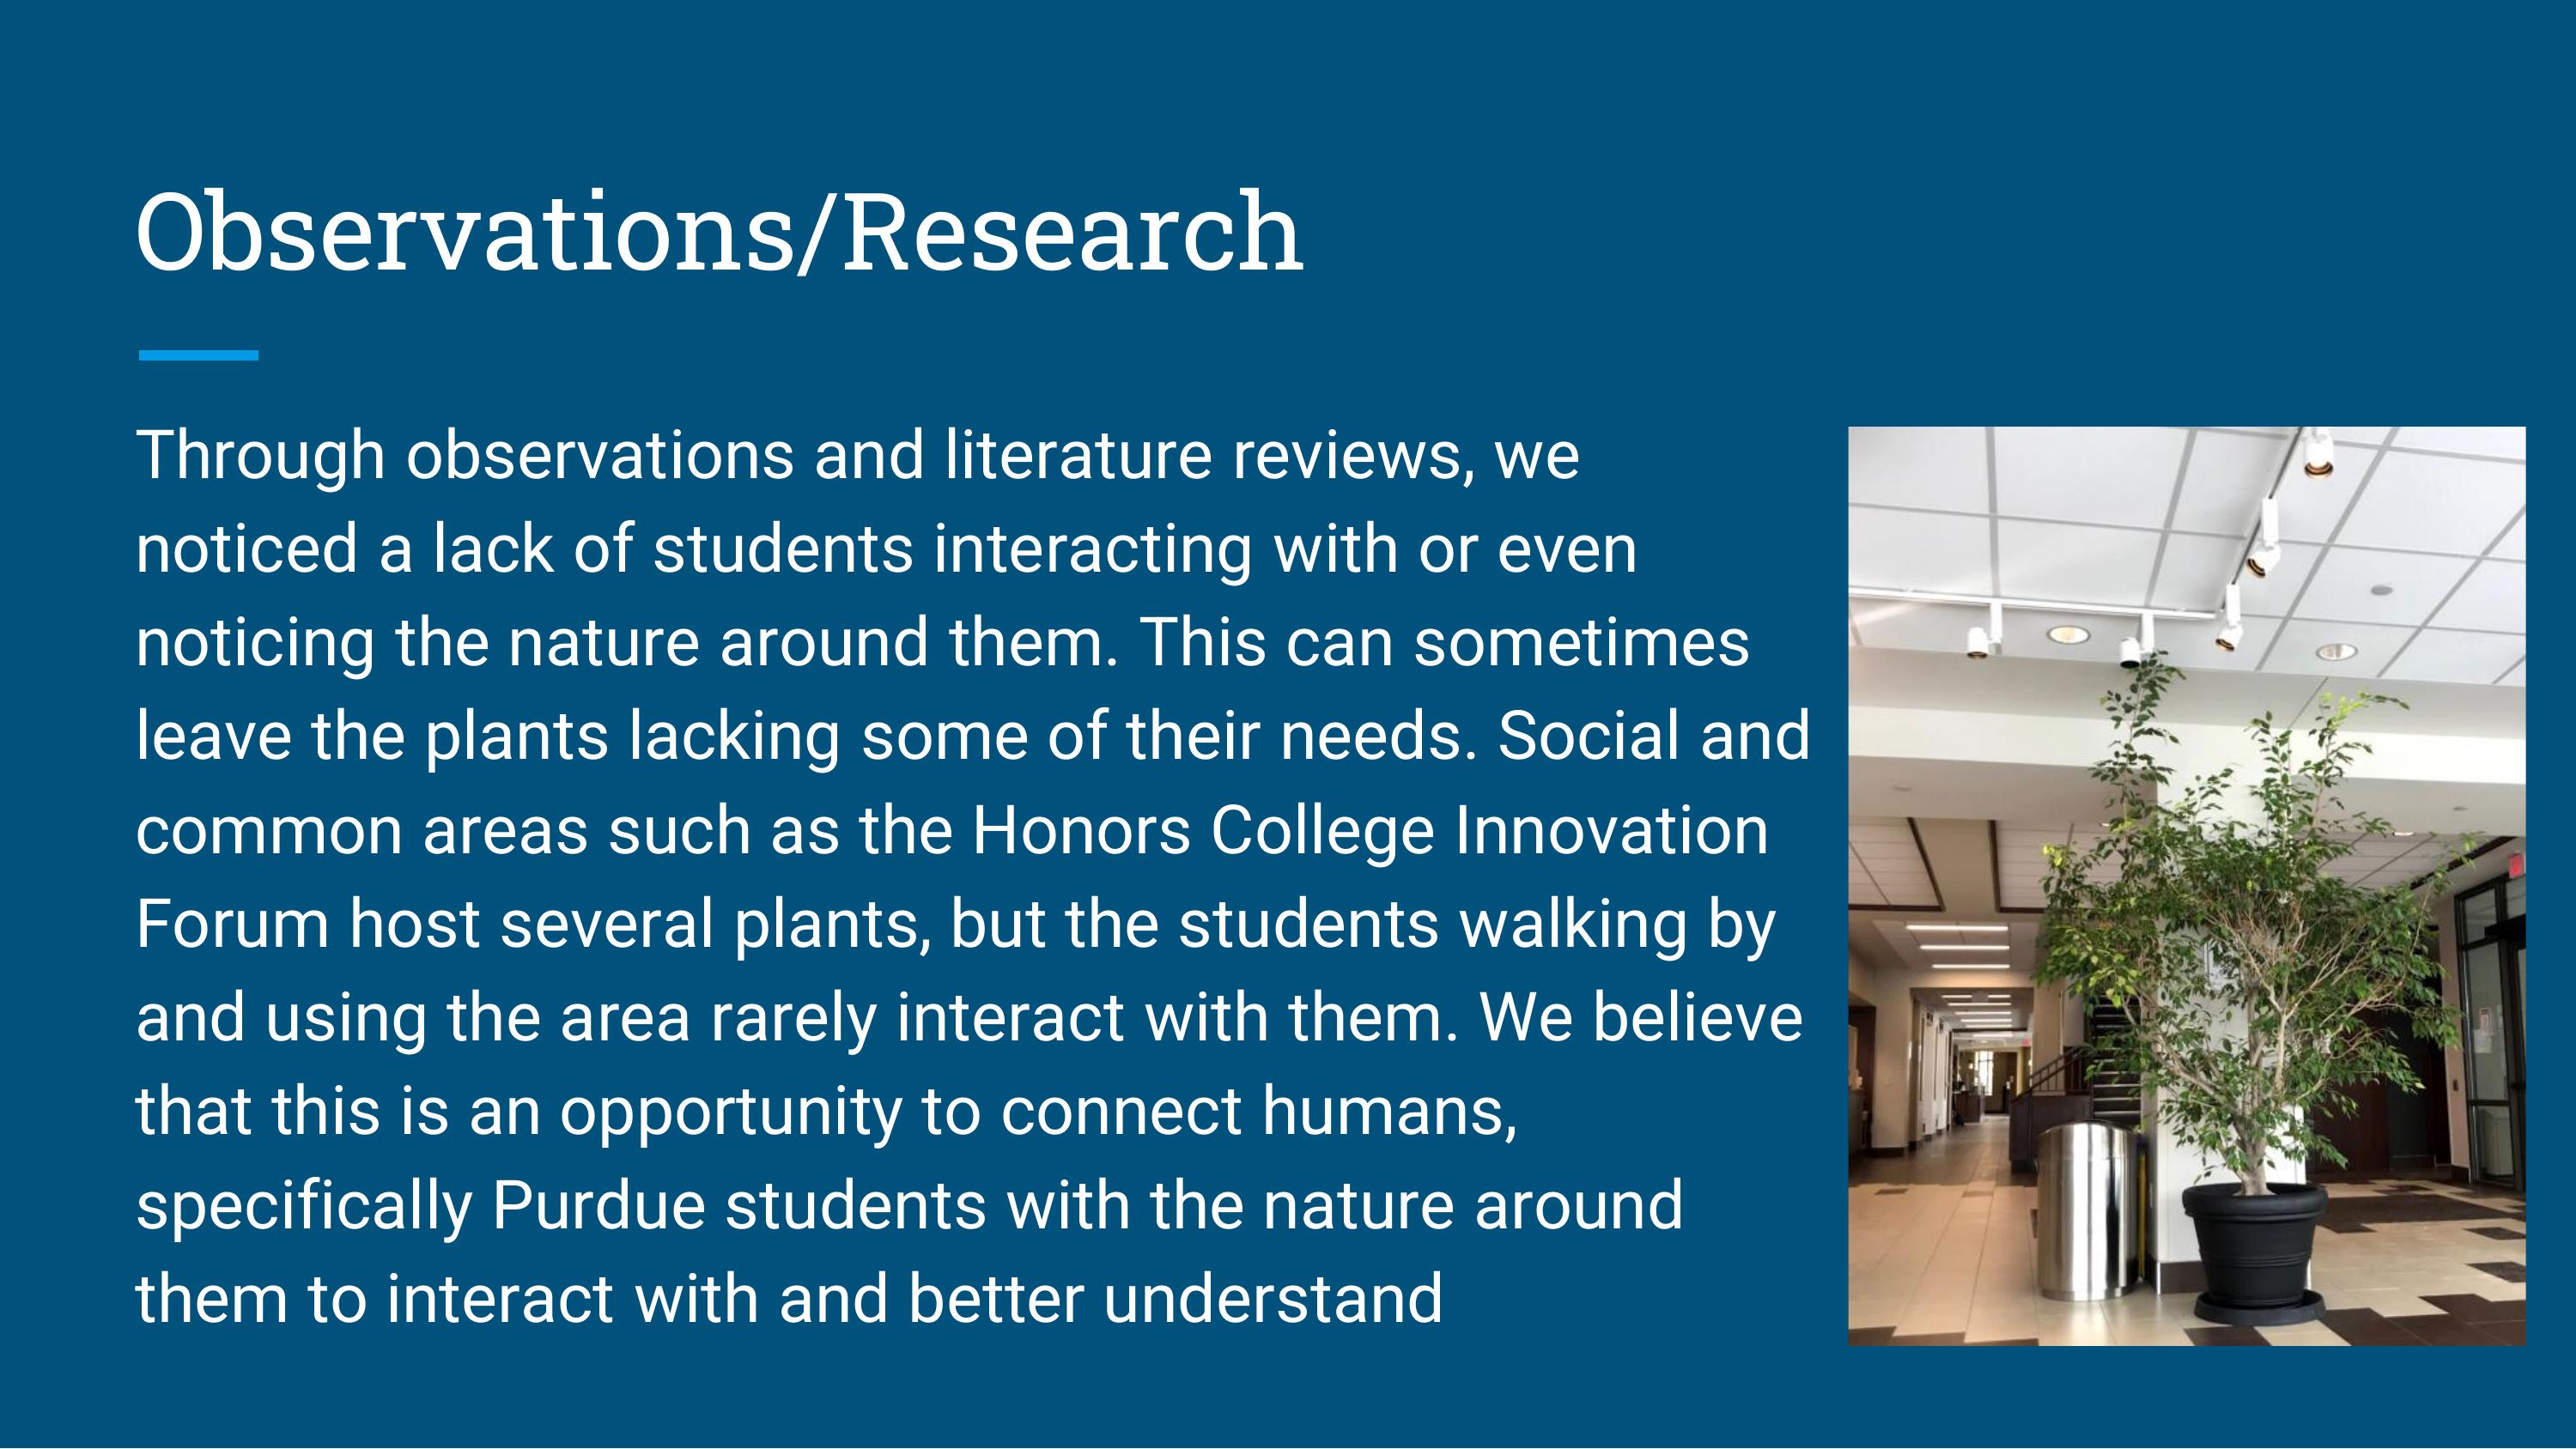 Observations/Research
Through observations and literature reviews, we
noticed a lack of students interacting with or even
noticing the nature around them. This can sometimes
leave the plants lacking some of their needs. Social and
common areas such as the Honors College Innovation
Forum host several plants, but the students walking by
and using the area rarely interact with them. We believe
that this is an opportunity to connect humans,
specifically Purdue students with the nature around
them to interact with and better understand